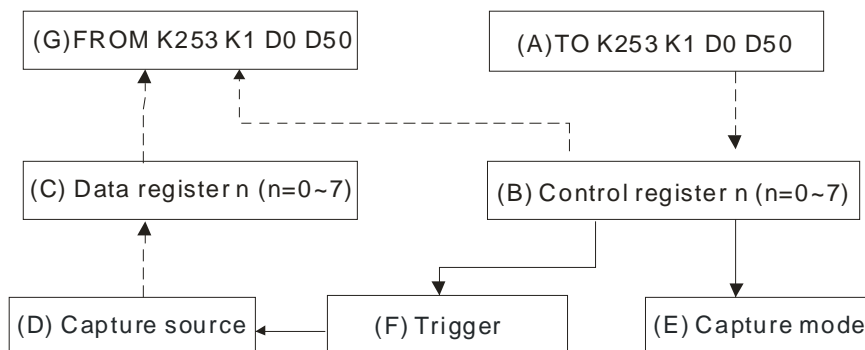 (G)FROM K253 K1 D0 D50
(A)TO K253 K1 D0 D50
(C) Data register n (n=0~7)
(B) Control register n (n=0~7)
(D) Capture source
(F) Trigger
(E) Capture mode